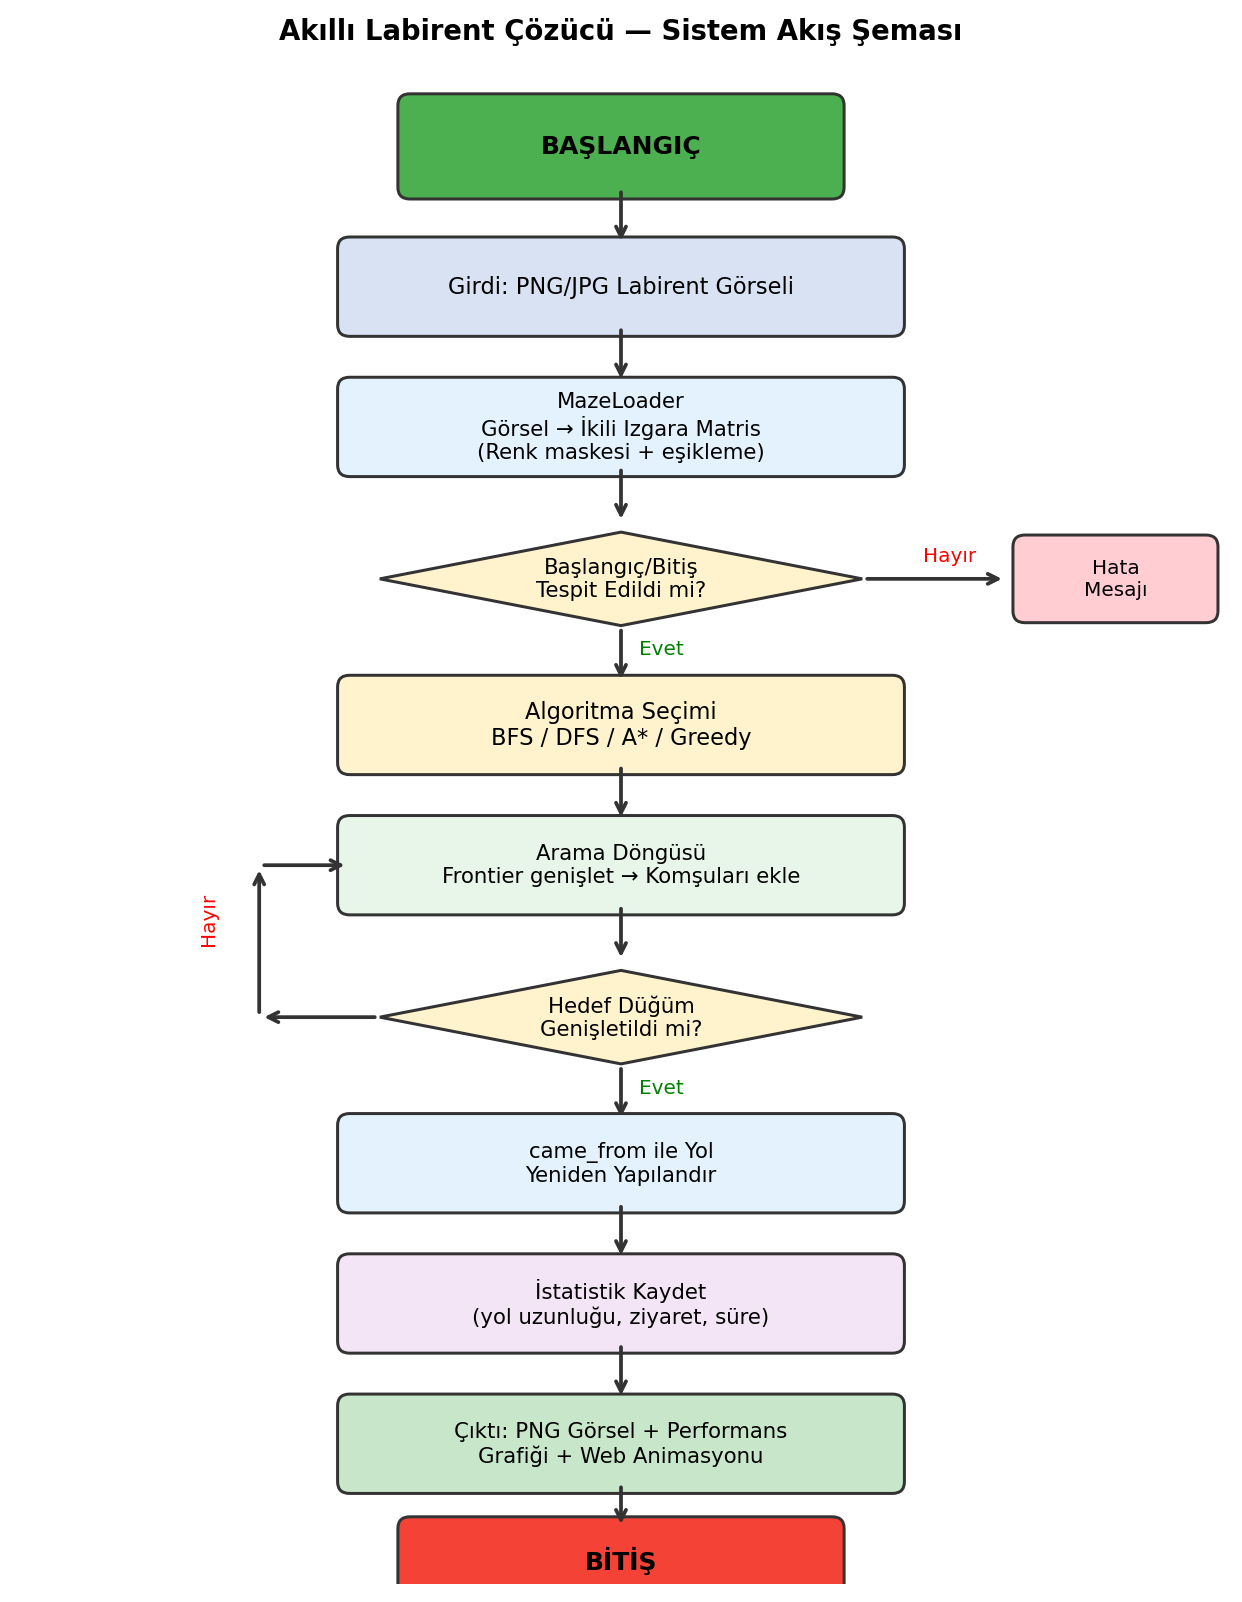 Akıllı Labirent Çözücü — Sistem Akış Şeması
BAŞLANGIÇ
Girdi: PNG/JPG Labirent Görseli
MazeLoader
Görsel → İkili Izgara Matris
(Renk maskesi + eşikleme)
Başlangıç/Bitiş
Tespit Edildi mi?
Hayır
Hata
Mesajı
Evet
Algoritma Seçimi
BFS / DFS / A* / Greedy
Arama Döngüsü
Frontier genişlet → Komşuları ekle
Hayır
Hedef Düğüm
Genişletildi mi?
Evet
came_from ile Yol
Yeniden Yapılandır
İstatistik Kaydet
(yol uzunluğu, ziyaret, süre)
Çıktı: PNG Görsel + Performans
Grafiği + Web Animasyonu
BİTİŞ